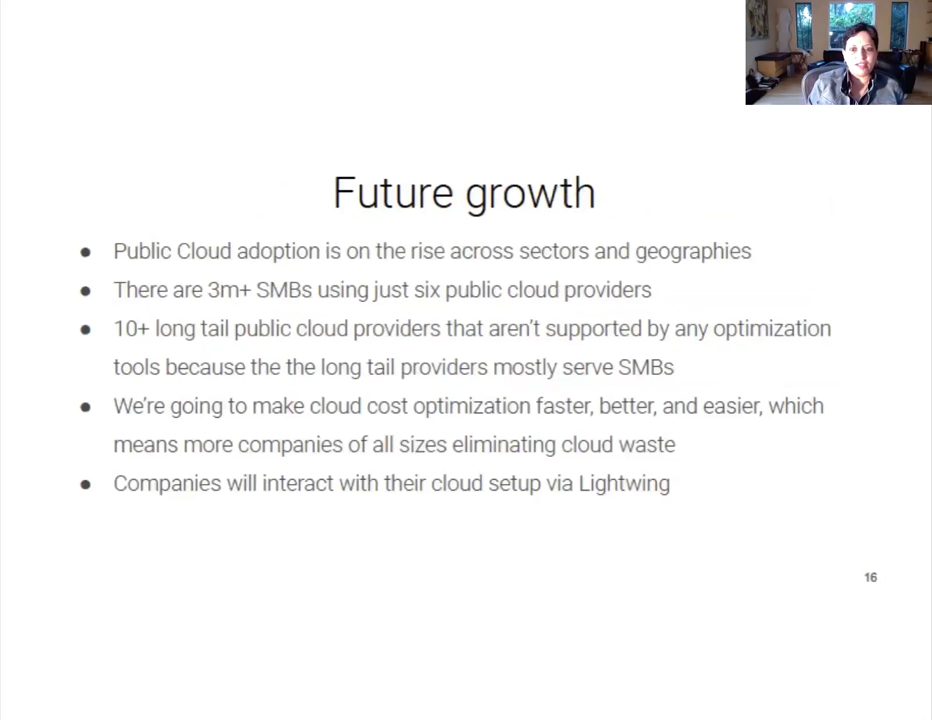 Future growth
● Public Cloud adoption is on the rise across sectors and geographies
● There are 3m+ SMBs using just six public cloud providers
● 10+ long tail public cloud providers that aren't supported by any optimization
tools because the the long tail providers mostly serve SMBs
● We're going to make cloud cost optimization faster, better, and easier, which
means more companies of all sizes eliminating cloud waste
● Companies will interact with their cloud setup via Lightwing
16